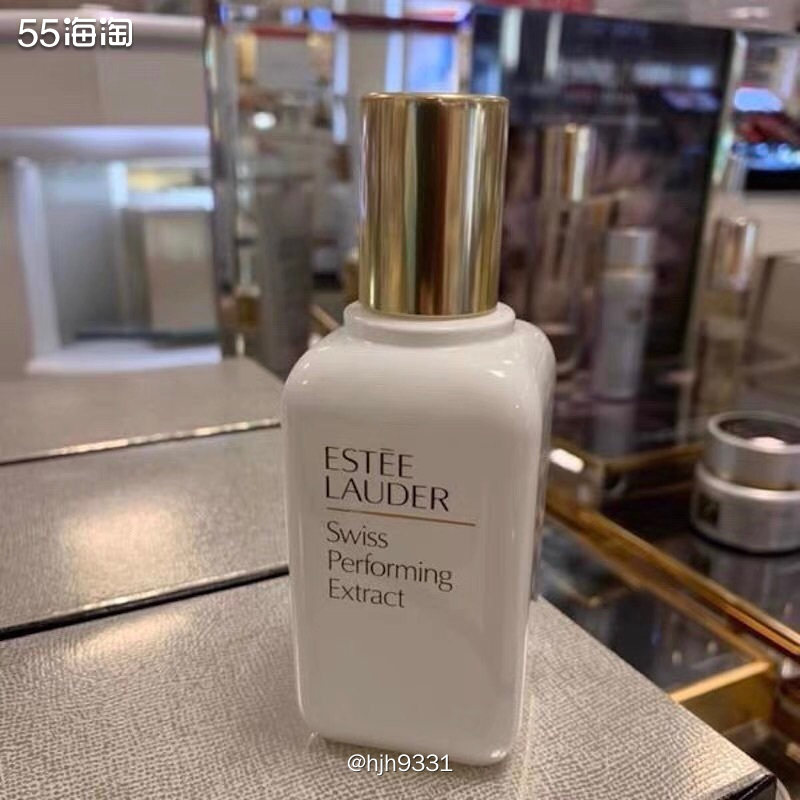 55海淘
ESTĒE
LAUDER
Swiss
Performing
Extract
@hjh9331